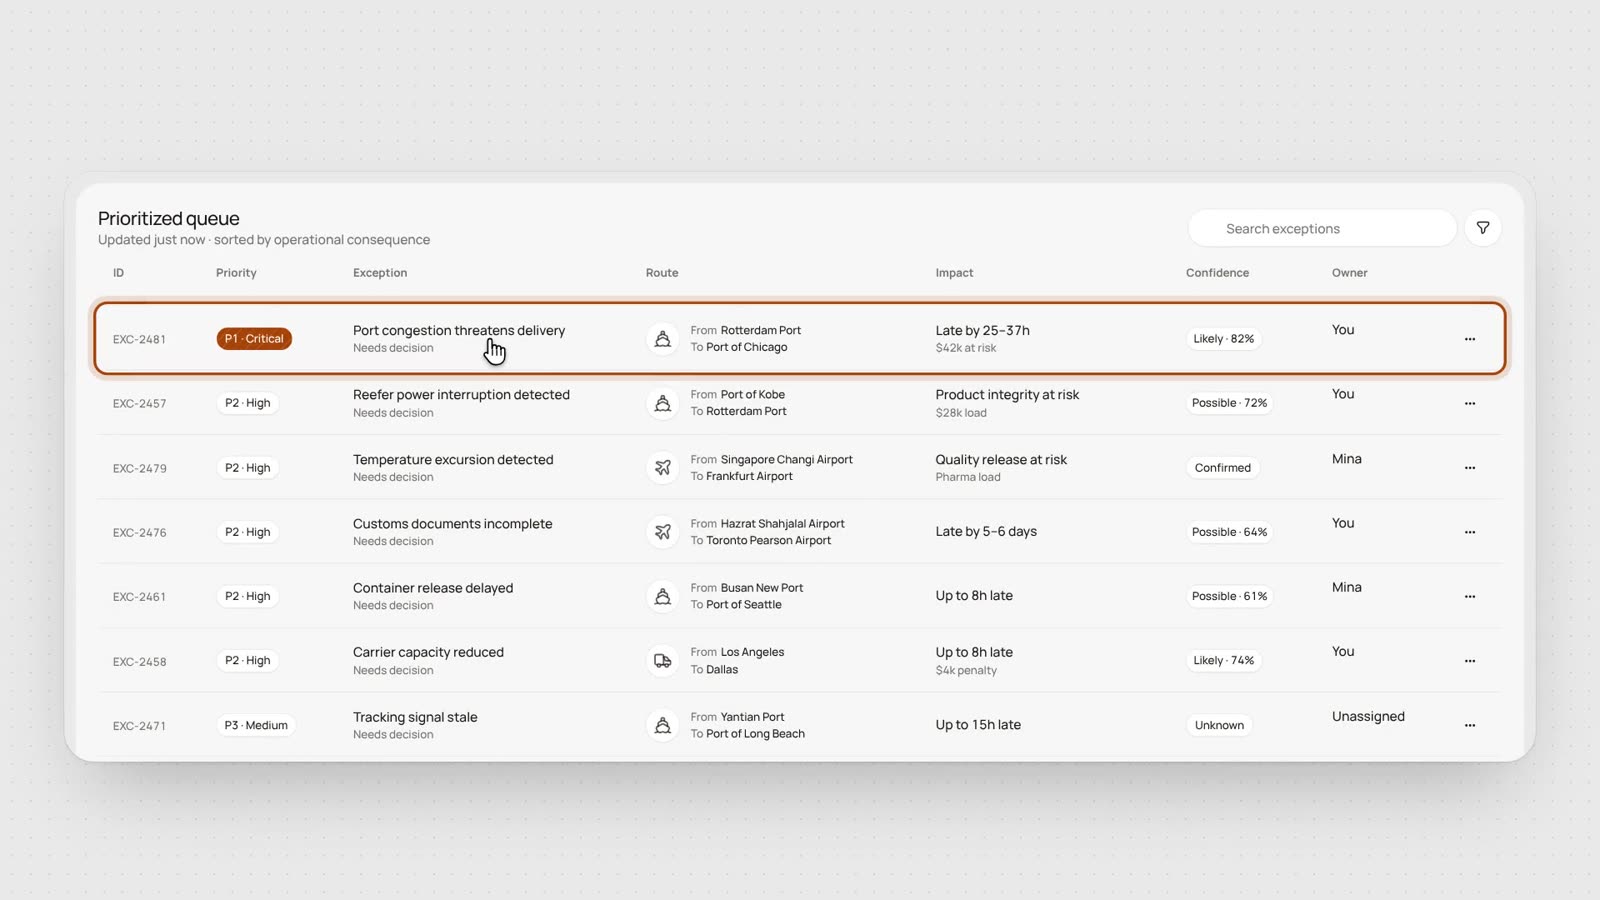 Prioritized queue
Updated just now · sorted by operational consequence
Search exceptions
ID Priority Exception Route Impact Confidence Owner
EXC-2481 P1 · Critical Port congestion threatens delivery From Rotterdam Port Late by 25–37h Likely · 82% You
Needs decision To Port of Chicago $42k at risk
EXC-2457 P2 · High Reefer power interruption detected From Port of Kobe Product integrity at risk Possible · 72% You
Needs decision To Rotterdam Port $28k load
EXC-2479 P2 · High Temperature excursion detected From Singapore Changi Airport Quality release at risk Confirmed Mina
Needs decision To Frankfurt Airport Pharma load
EXC-2476 P2 · High Customs documents incomplete From Hazrat Shahjalal Airport Late by 5–6 days Possible · 64% You
Needs decision To Toronto Pearson Airport
EXC-2461 P2 · High Container release delayed From Busan New Port Up to 8h late Possible · 61% Mina
Needs decision To Port of Seattle
EXC-2458 P2 · High Carrier capacity reduced From Los Angeles Up to 8h late Likely · 74% You
Needs decision To Dallas $4k penalty
EXC-2471 P3 · Medium Tracking signal stale From Yantian Port Up to 15h late Unknown Unassigned
Needs decision To Port of Long Beach